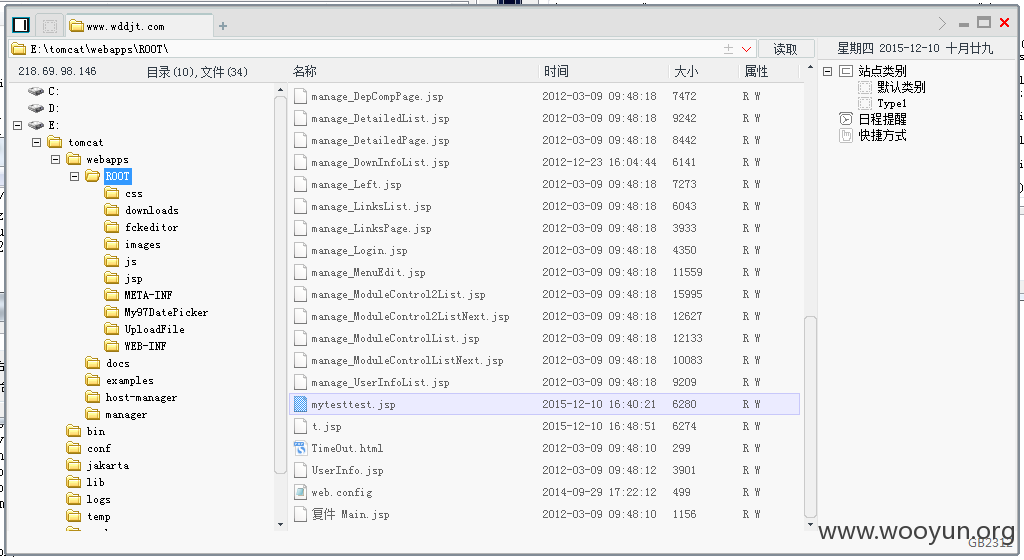 www.wddjt.com
E:\tomcat\webapps\ROOT\ 读取 星期四 2015-12-10 十月廿九
218.69.98.146 目录(10),文件(34) 名称 时间 大小 属性
C:
D:
E:
tomcat
webapps
ROOT
css
downloads
fckeditor
images
js
jsp
META-INF
My97DatePicker
UploadFile
WEB-INF
docs
examples
host-manager
manager
bin
conf
jakarta
lib
logs
temp
manage_DepCompPage.jsp 2012-03-09 09:48:18 7472 R W
manage_DetailedList.jsp 2012-03-09 09:48:18 9242 R W
manage_DetailedPage.jsp 2012-03-09 09:48:18 8442 R W
manage_DownInfoList.jsp 2012-12-23 16:04:44 6141 R W
manage_Left.jsp 2012-03-09 09:48:18 7273 R W
manage_LinksList.jsp 2012-03-09 09:48:18 6043 R W
manage_LinksPage.jsp 2012-03-09 09:48:18 3933 R W
manage_Login.jsp 2012-03-09 09:48:18 4350 R W
manage_MenuEdit.jsp 2012-03-09 09:48:18 11559 R W
manage_ModuleControl2List.jsp 2012-03-09 09:48:18 15995 R W
manage_ModuleControl2ListNext.jsp 2012-03-09 09:48:18 12627 R W
manage_ModuleControlList.jsp 2012-03-09 09:48:18 12133 R W
manage_ModuleControlListNext.jsp 2012-03-09 09:48:18 10083 R W
manage_UserInfoList.jsp 2012-03-09 09:48:18 9209 R W
mytesttest.jsp 2015-12-10 16:40:21 6280 R W
t.jsp 2015-12-10 16:48:51 6274 R W
TimeOut.html 2012-03-09 09:48:10 299 R W
UserInfo.jsp 2012-03-09 09:48:12 3901 R W
web.config 2014-09-29 17:22:12 499 R W
复件 Main.jsp 2012-03-09 09:48:10 1156 R W
站点类别
默认类别
Type1
日程提醒
快捷方式
www.wooyun.org
GB2312